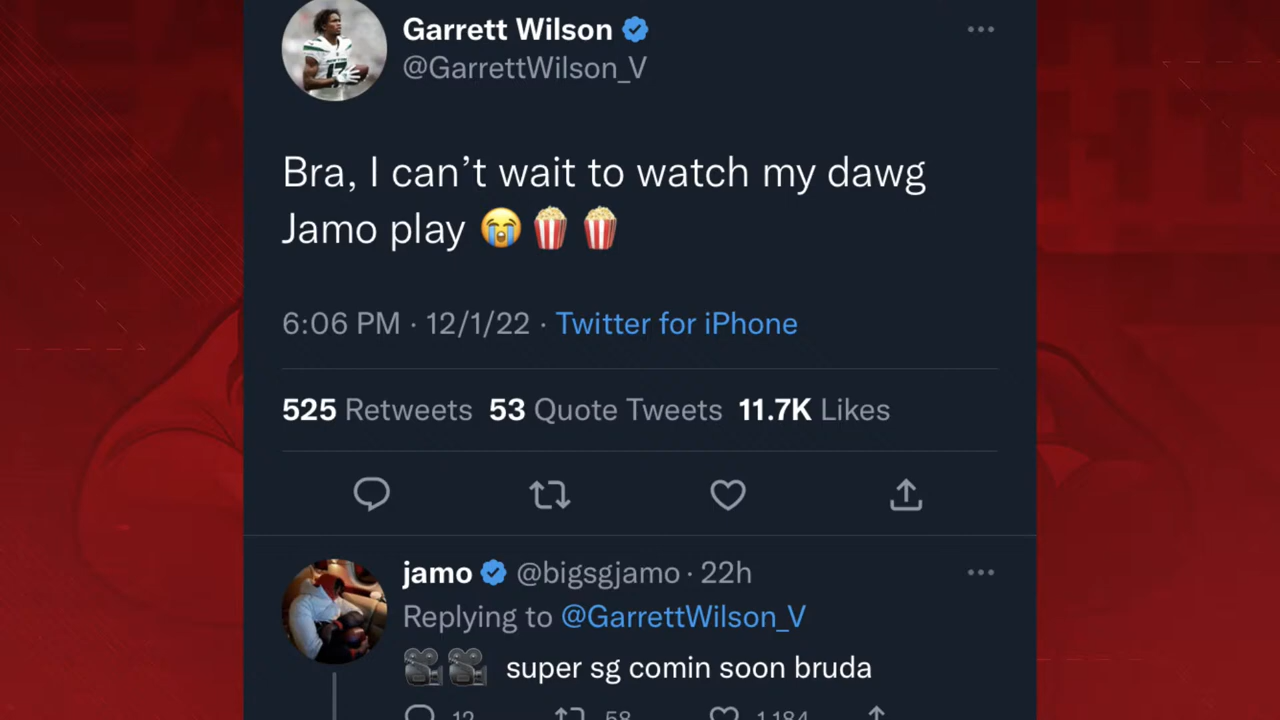 Garrett Wilson
@GarrettWilson_V
Bra, I can’t wait to watch my dawg
Jamo play 😭🍿🍿
6:06 PM · 12/1/22 · Twitter for iPhone
525 Retweets 53 Quote Tweets 11.7K Likes
jamo @bigsgjamo · 22h
Replying to @GarrettWilson_V
🎥🎥 super sg comin soon bruda
12 58 1,184